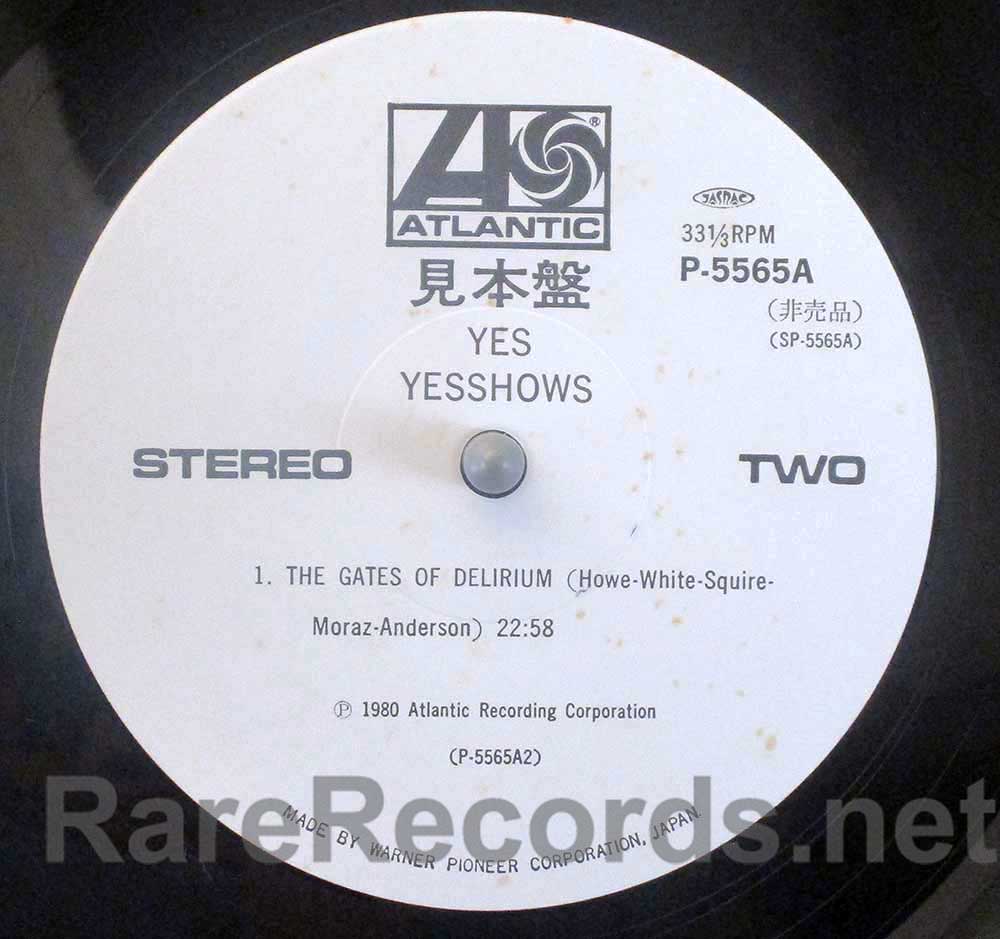 ATLANTIC
®
見本盤
JASRAC
33⅓RPM
P-5565A
(非売品)
(SP-5565A)
YES
YESSHOWS
STEREO
TWO
1. THE GATES OF DELIRIUM (Howe-White-Squire-
Moraz-Anderson) 22:58
Ⓟ 1980 Atlantic Recording Corporation
(P-5565A2)
RareRecords.net
MADE BY WARNER PIONEER CORPORATION, JAPAN.